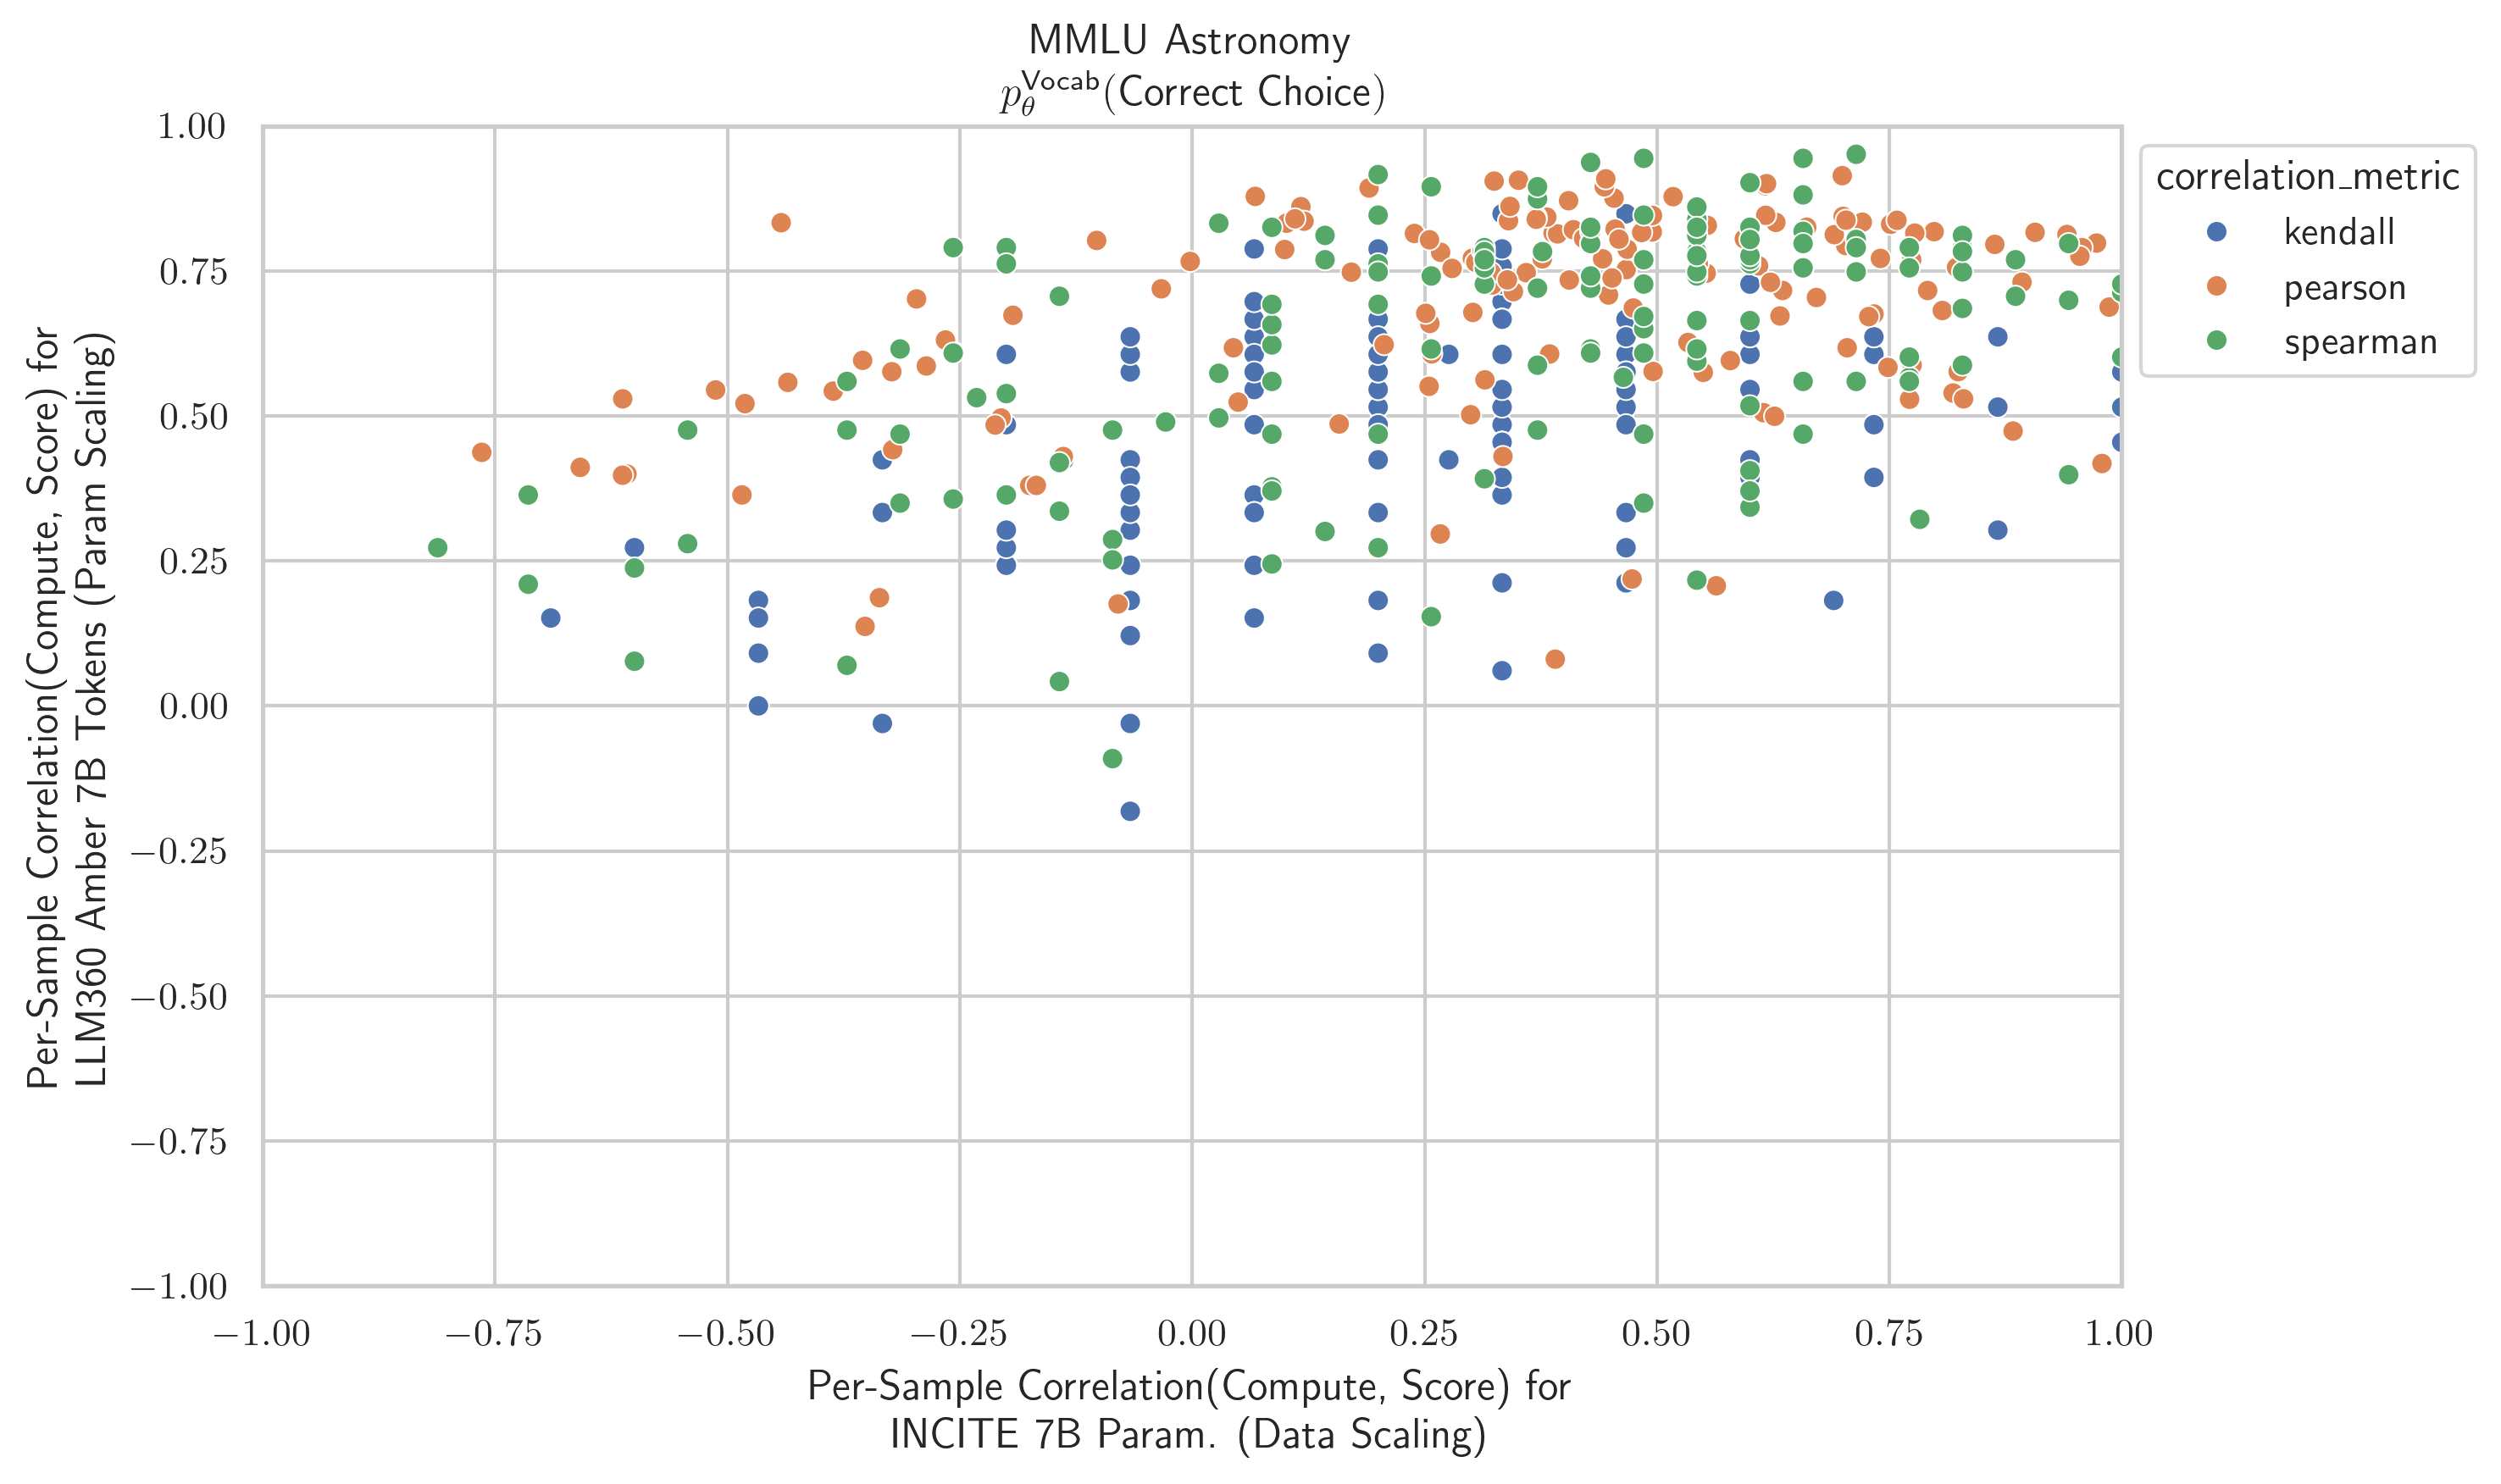 MMLU Astronomy
p_θ^Vocab(Correct Choice)
1.00
0.75
0.50
0.25
0.00
−0.25
−0.50
−0.75
−1.00
Per-Sample Correlation(Compute, Score) for
LLM360 Amber 7B Tokens (Param Scaling)
correlation_metric
kendall
pearson
spearman
−1.00 −0.75 −0.50 −0.25 0.00 0.25 0.50 0.75 1.00
Per-Sample Correlation(Compute, Score) for
INCITE 7B Param. (Data Scaling)